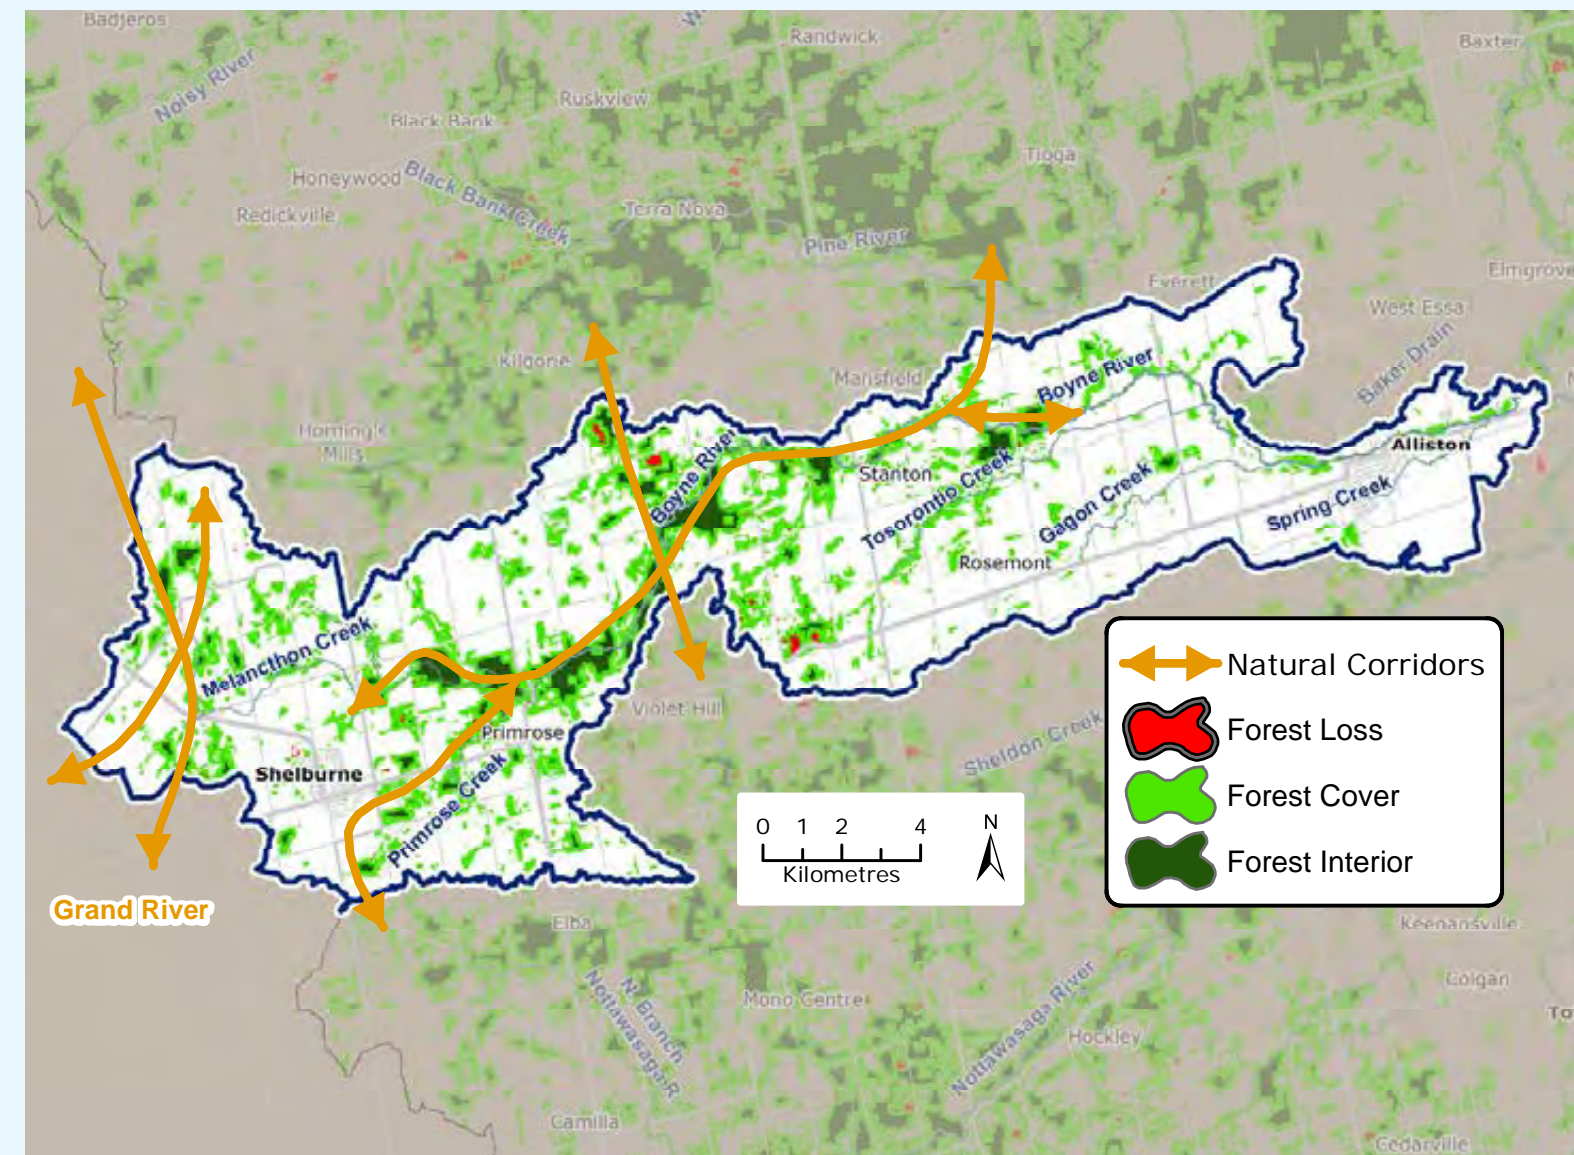 Badjeros
Randwick
Baxter
Noisy River
Ruskview
Black Bank
Tioga
Honeywood
Black Bank Creek
Redickville
Terra Nova
Pine River
Elmgrove
Everett
West Essa
Kilgorie
Mansfield
Boyne River
Baker Drain
Horning's
Mills
Boyne River
Alliston
Stanton
Tosorontio Creek
Gagon Creek
Spring Creek
Rosemont
Melancthon Creek
Violet Hill
Primrose
Sheldon Creek
Shelburne
Primrose Creek
Natural Corridors
Forest Loss
Forest Cover
Forest Interior
0 1 2 4
Kilometres
N
Grand River
Elba
Keenansville
N. Branch
Nottawasaga R.
Mono Centre
Nottawasaga River
Colgan
Hockley
Camilla
Cedarville